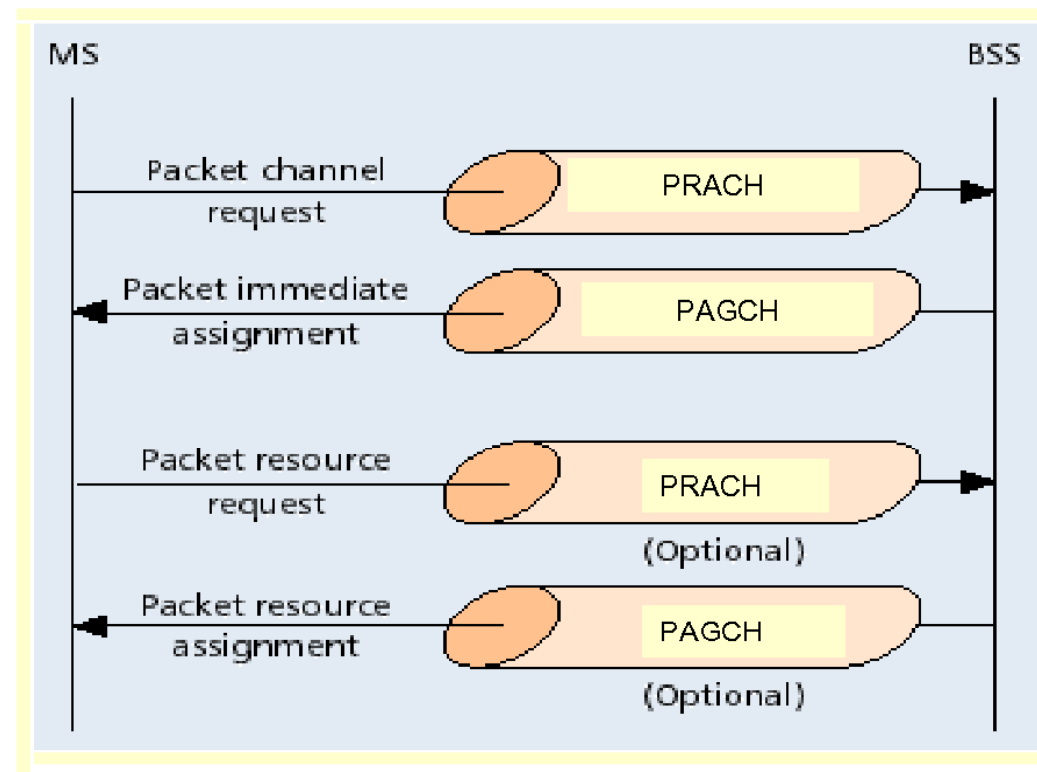 MS
BSS
Packet channel
request
PRACH
Packet immediate
assignment
PAGCH
Packet resource
request
PRACH
(Optional)
Packet resource
assignment
PAGCH
(Optional)